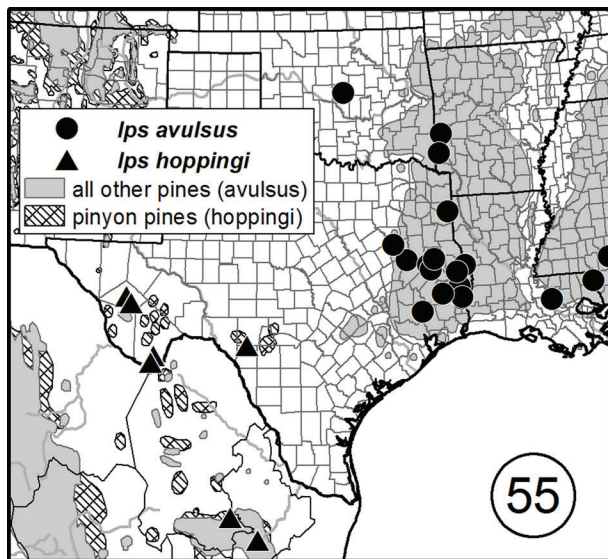 Ips avulsus
Ips hoppingi
all other pines (avulsus)
pinyon pines (hoppingi)
55